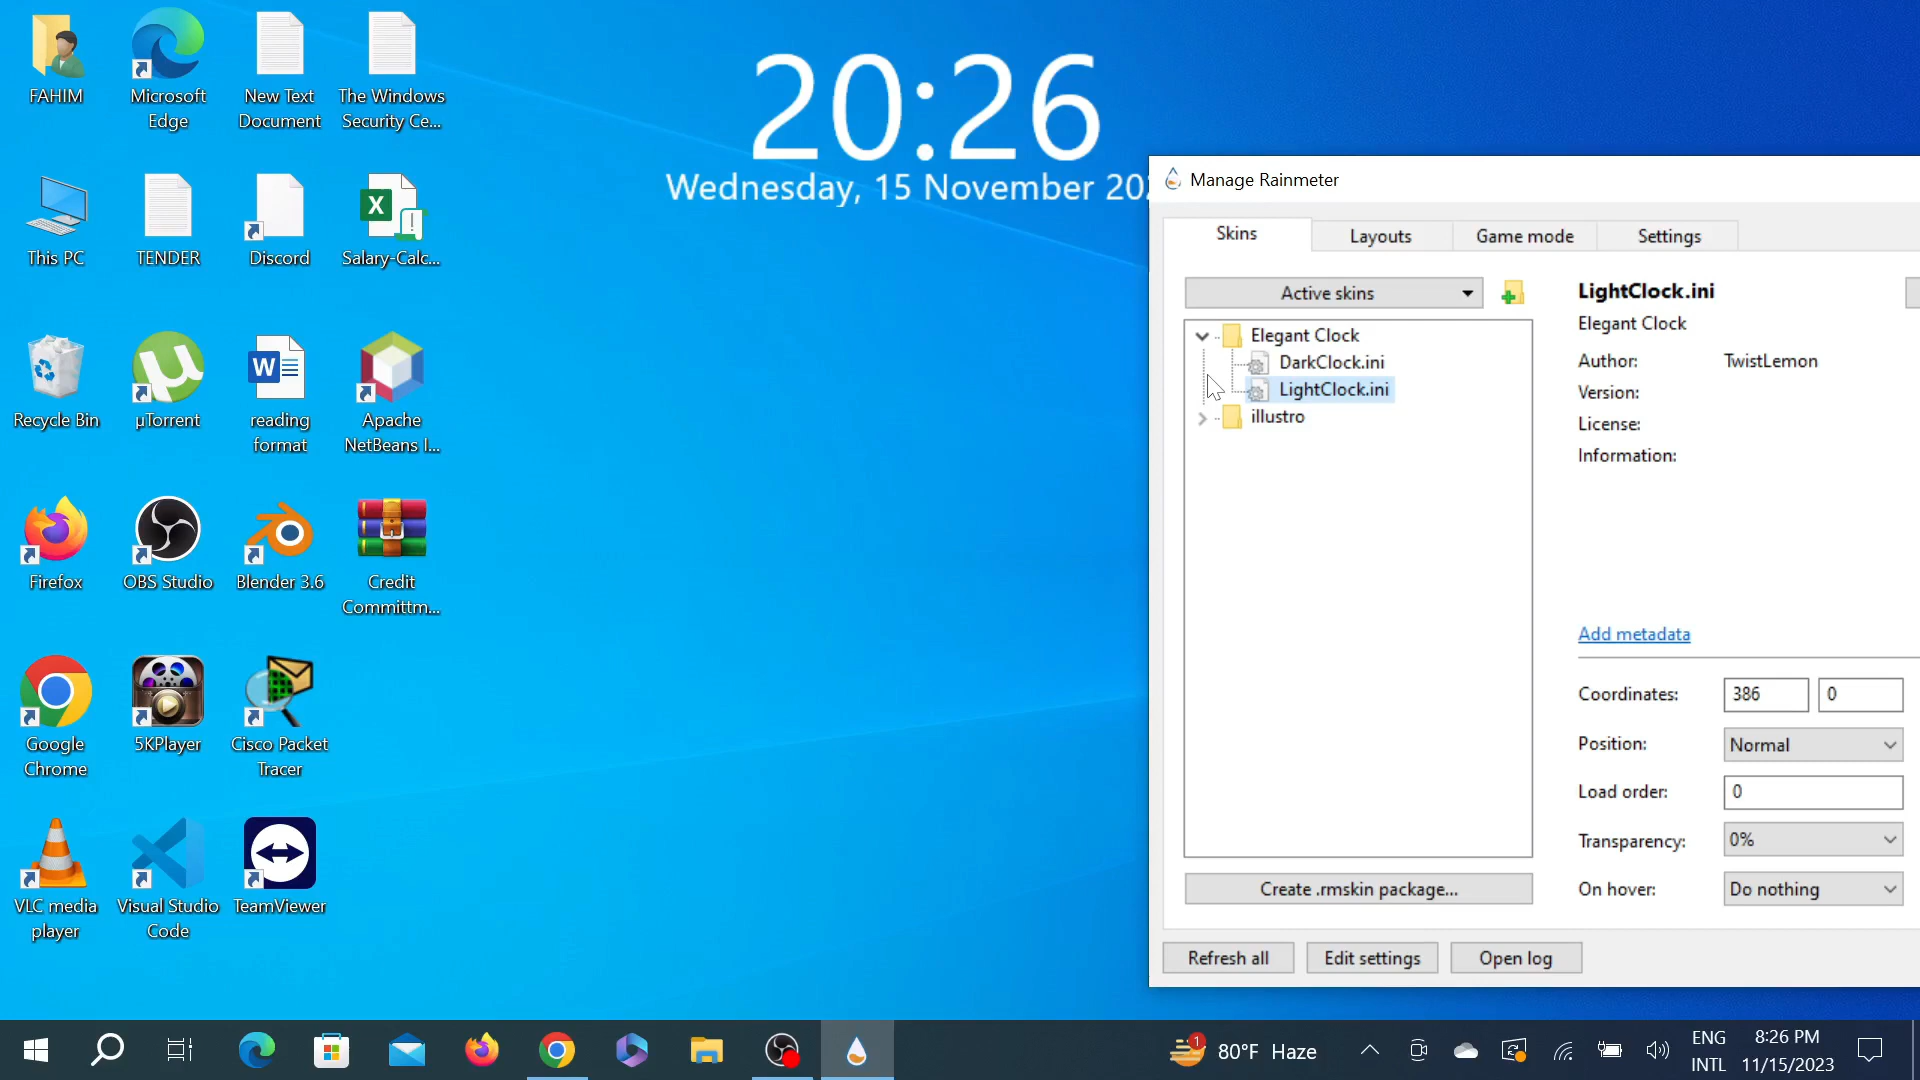 FAHIM
Microsoft
Edge
New Text
Document
The Windows
Security Ce...
This PC
TENDER
Discord
Salary-Calc...
Recycle Bin
µTorrent
reading
format
Apache
NetBeans I...
Firefox
OBS Studio
Blender 3.6
Credit
Committm...
Google
Chrome
5KPlayer
Cisco Packet
Tracer
VLC media
player
Visual Studio
Code
TeamViewer
20:26
Wednesday, 15 November
Manage Rainmeter
Skins
Layouts
Game mode
Settings
Active skins
Elegant Clock
DarkClock.ini
LightClock.ini
illustro
Create .rmskin package...
LightClock.ini
Elegant Clock
Author: TwistLemon
Version:
License:
Information:
Add metadata
Coordinates: 386 0
Position: Normal
Load order: 0
Transparency: 0%
On hover: Do nothing
Refresh all
Edit settings
Open log
1
80°F Haze
ENG
INTL
8:26 PM
11/15/2023